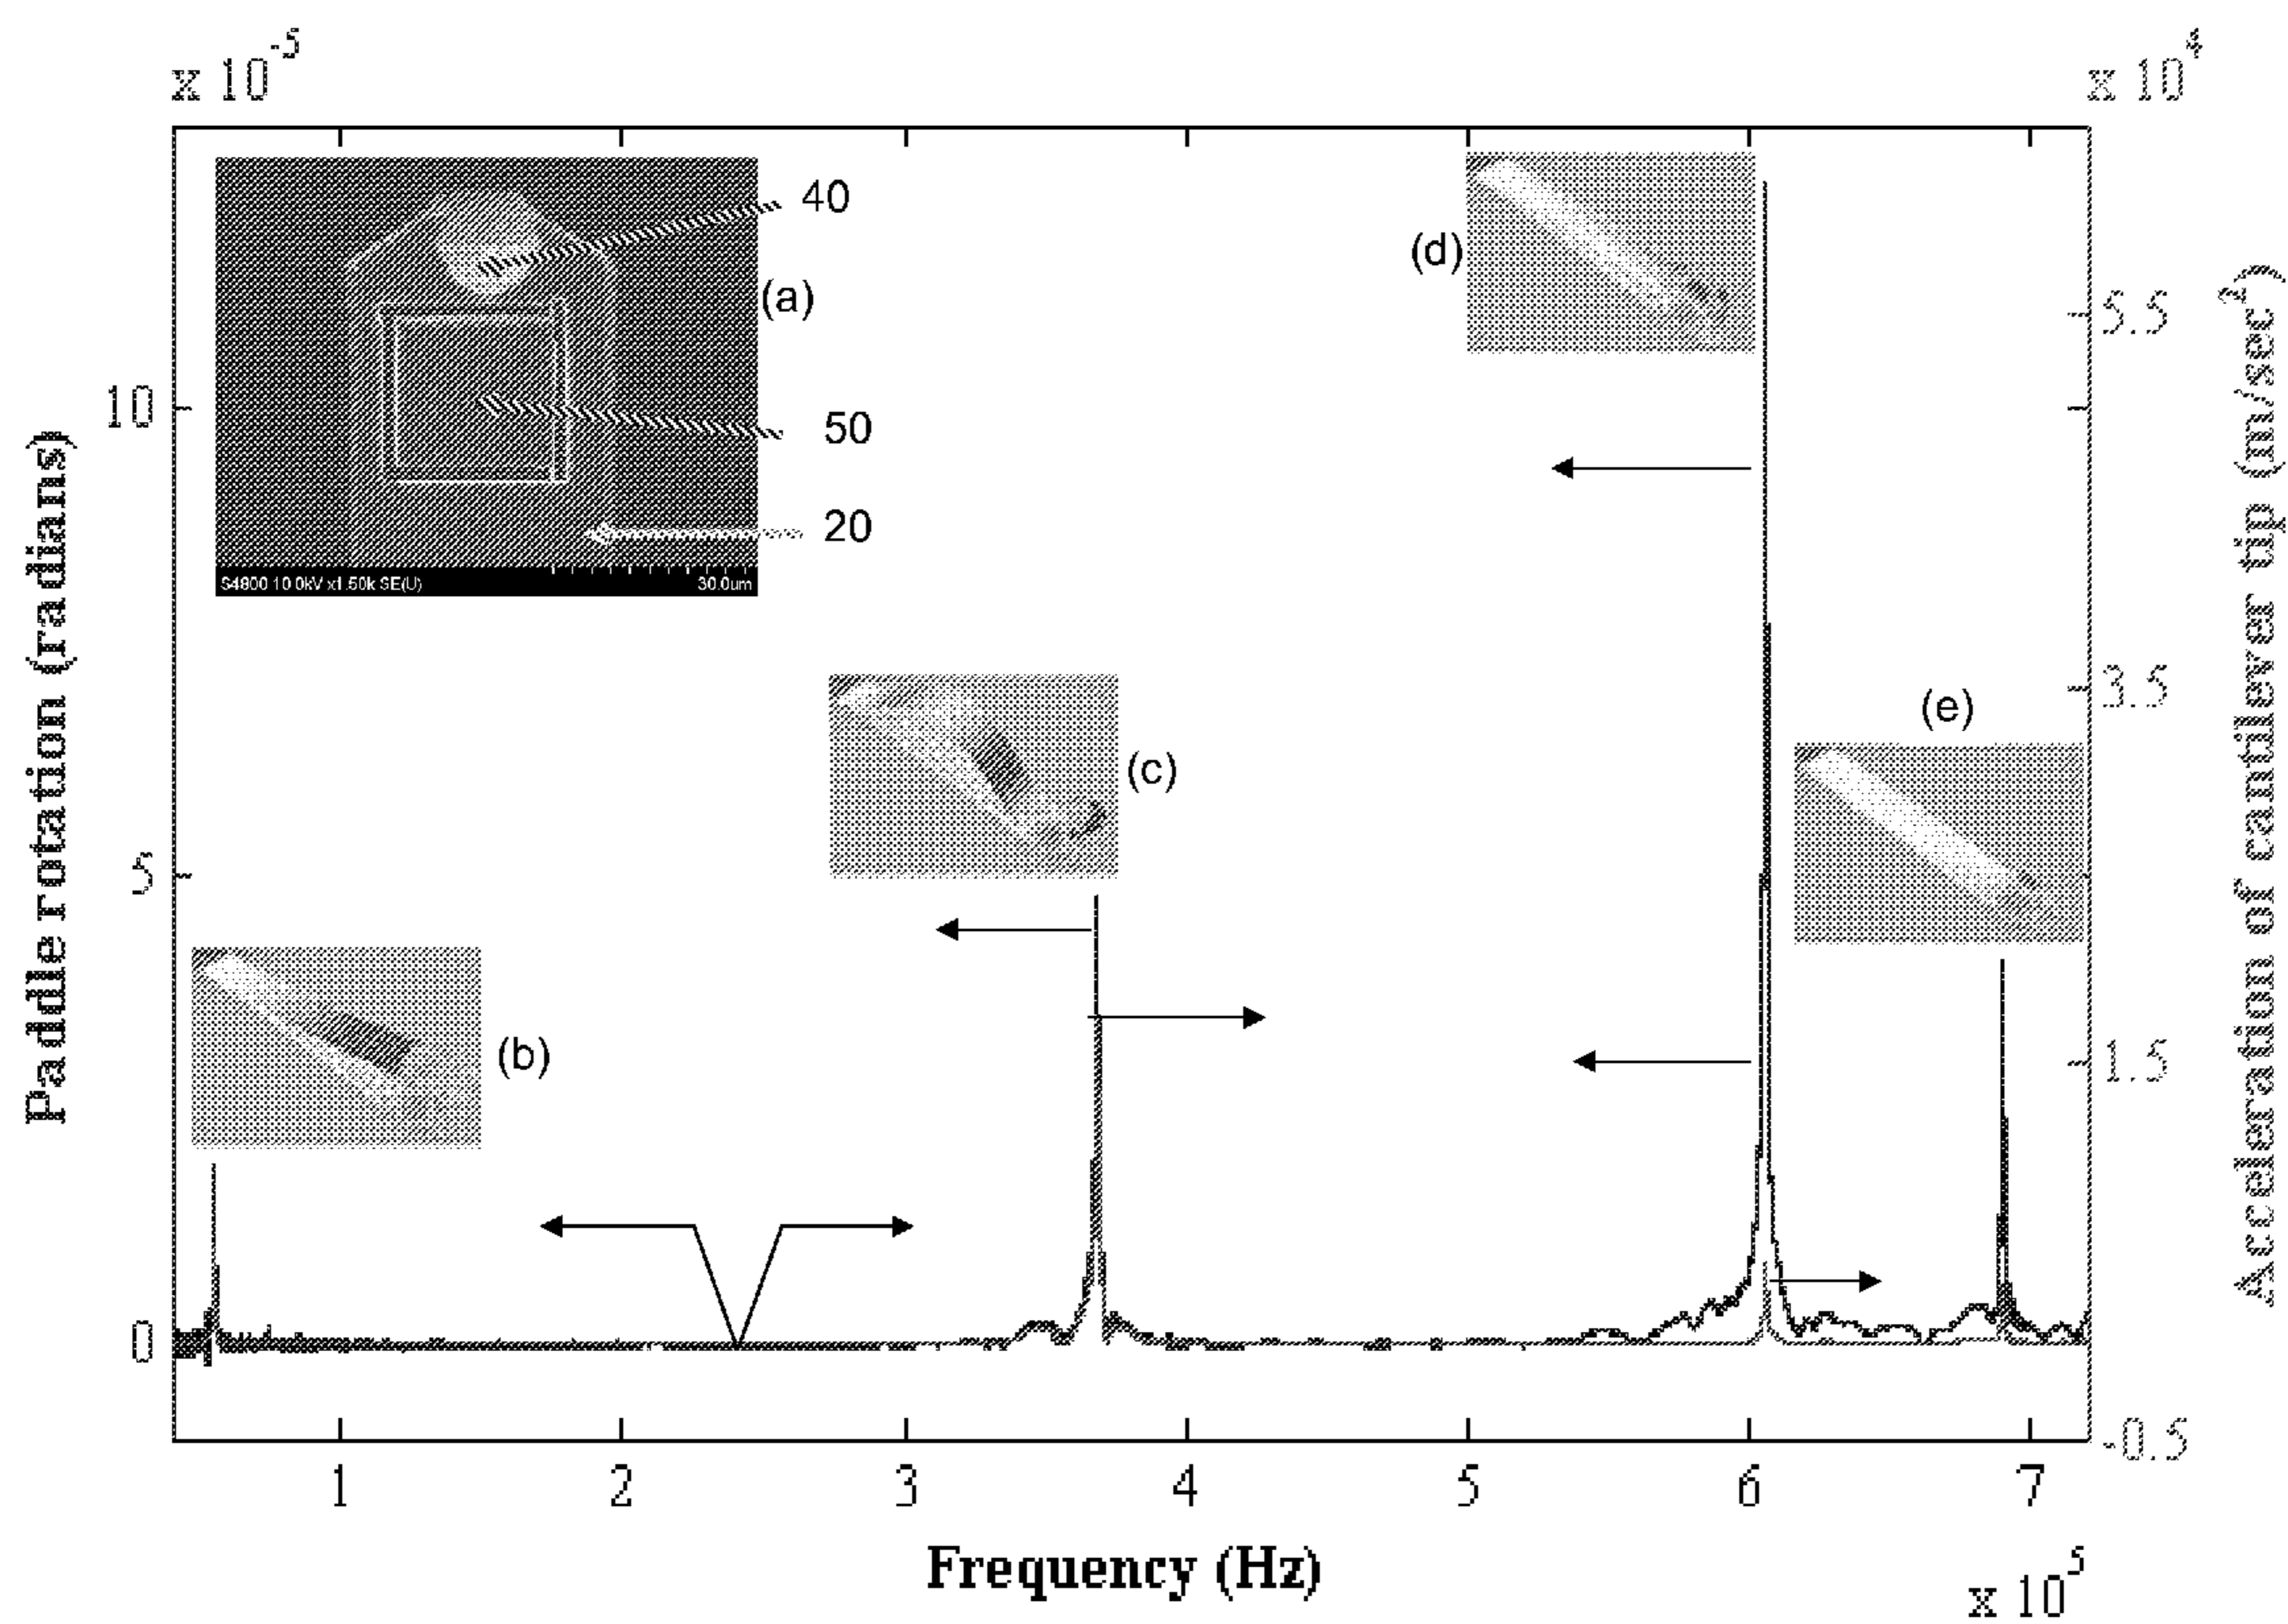 x 10^-5
x 10^4
40
(a)
50
20
S4800 10.0kV x1.50k SE(U)
30.0um
(d)
(c)
(e)
(b)
10
5
0
Paddle rotation (radians)
5.5
3.5
1.5
-0.5
Acceleration of cantilever tip (m/sec^2)
1 2 3 4 5 6 7
Frequency (Hz)
x 10^5